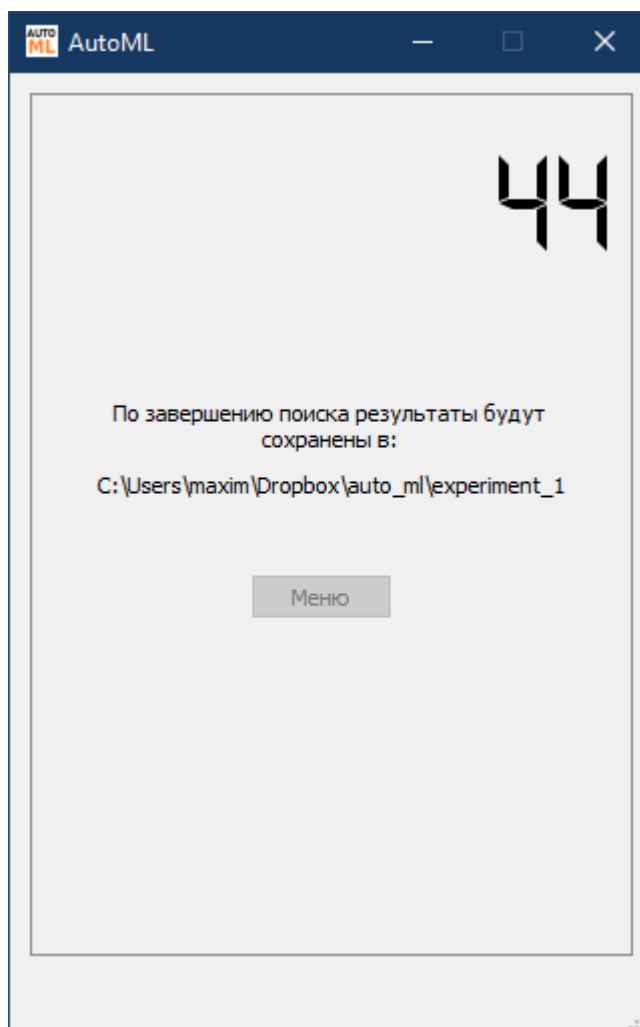 AUTO
ML
AutoML
44
По завершению поиска результаты будут
сохранены в:
C:\Users\maxim\Dropbox\auto_ml\experiment_1
Меню